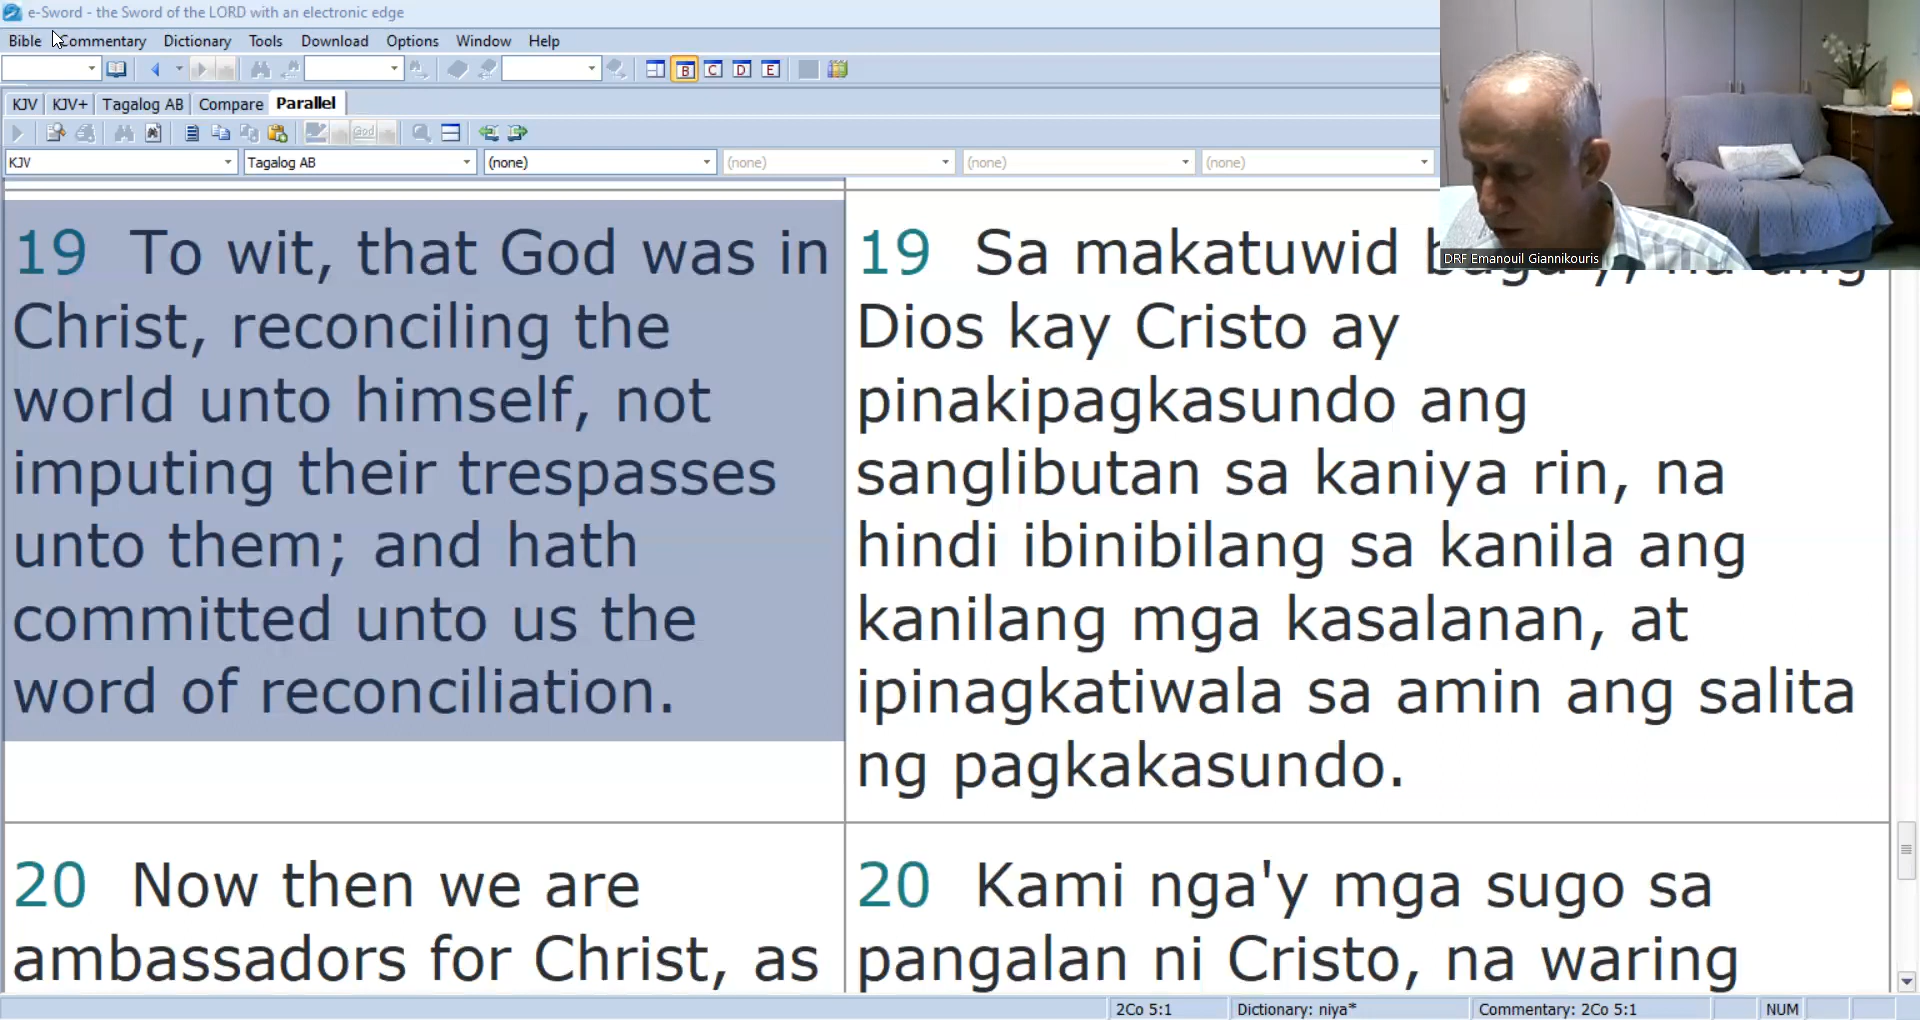 e-Sword - the Sword of the LORD with an electronic edge
Bible Commentary Dictionary Tools Download Options Window Help
B C D E
KJV KJV+ Tagalog AB Compare Parallel
God
KJV Tagalog AB (none) (none) (none) (none)
19 To wit, that God was in
Christ, reconciling the
world unto himself, not
imputing their trespasses
unto them; and hath
committed unto us the
word of reconciliation.
19 Sa makatuwid
Dios kay Cristo ay
pinakipagkasundo ang
sanglibutan sa kaniya rin, na
hindi ibinibilang sa kanila ang
kanilang mga kasalanan, at
ipinagkatiwala sa amin ang salita
ng pagkakasundo.
20 Now then we are
ambassadors for Christ, as
20 Kami nga'y mga sugo sa
pangalan ni Cristo, na waring
DRF Emanouil Giannikouris
2Co 5:1 Dictionary: niya* Commentary: 2Co 5:1 NUM